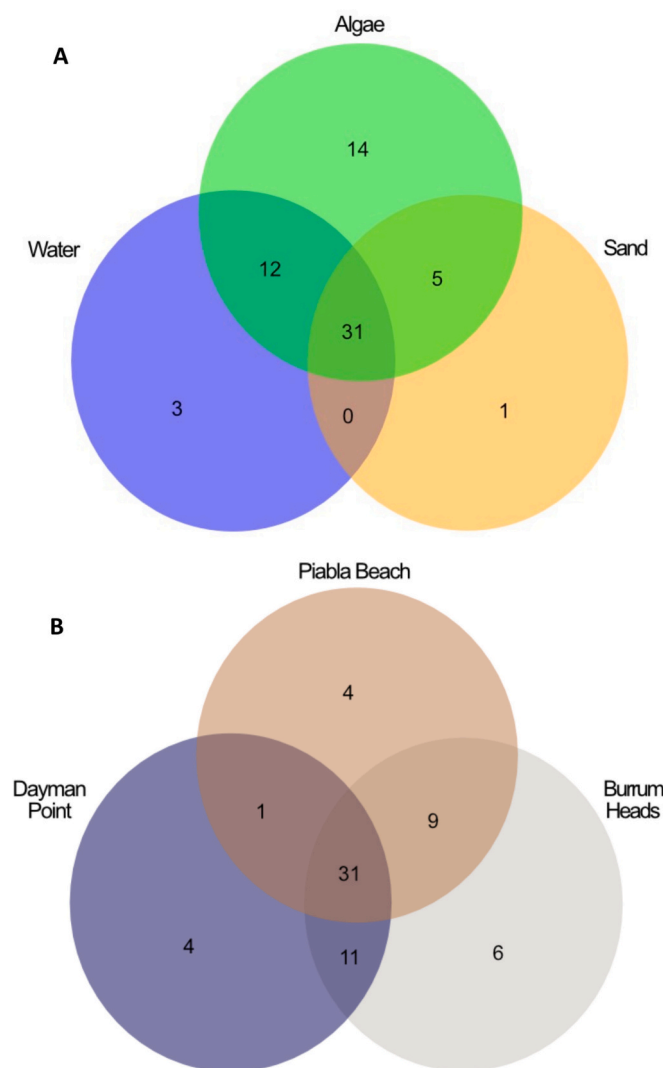 Algae
A
14
Water
Sand
12
5
31
3
0
1
Piabla Beach
B
4
Dayman
Point
Burrum
Heads
1
9
31
4
11
6